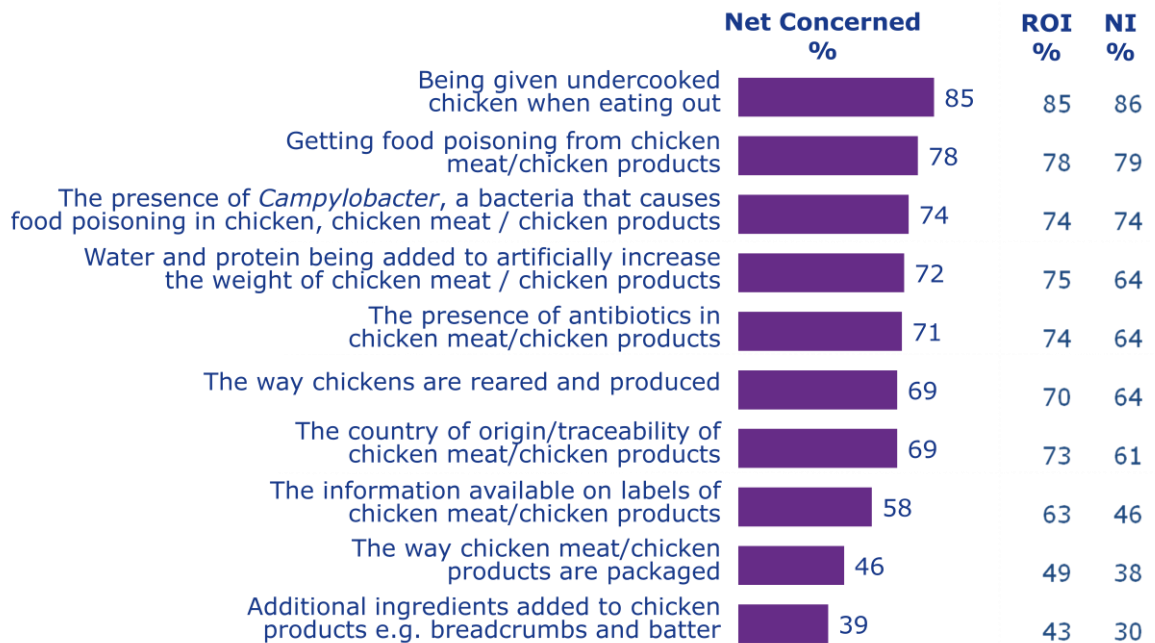 Net Concerned ROI NI
% % %
Being given undercooked
chicken when eating out 85 85 86
Getting food poisoning from chicken
meat/chicken products 78 78 79
The presence of Campylobacter, a bacteria that causes
food poisoning in chicken, chicken meat / chicken products 74 74 74
Water and protein being added to artificially increase
the weight of chicken meat / chicken products 72 75 64
The presence of antibiotics in
chicken meat/chicken products 71 74 64
The way chickens are reared and produced 69 70 64
The country of origin/traceability of
chicken meat/chicken products 69 73 61
The information available on labels of
chicken meat/chicken products 58 63 46
The way chicken meat/chicken
products are packaged 46 49 38
Additional ingredients added to chicken
products e.g. breadcrumbs and batter 39 43 30